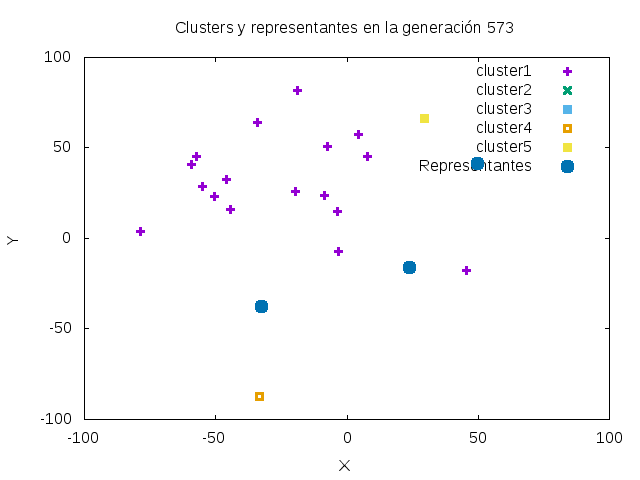 Clusters y representantes en la generación 573
100
50
0
-50
-100
-100
-50
0
50
100
Y
X
cluster1
cluster2
cluster3
cluster4
cluster5
Representantes